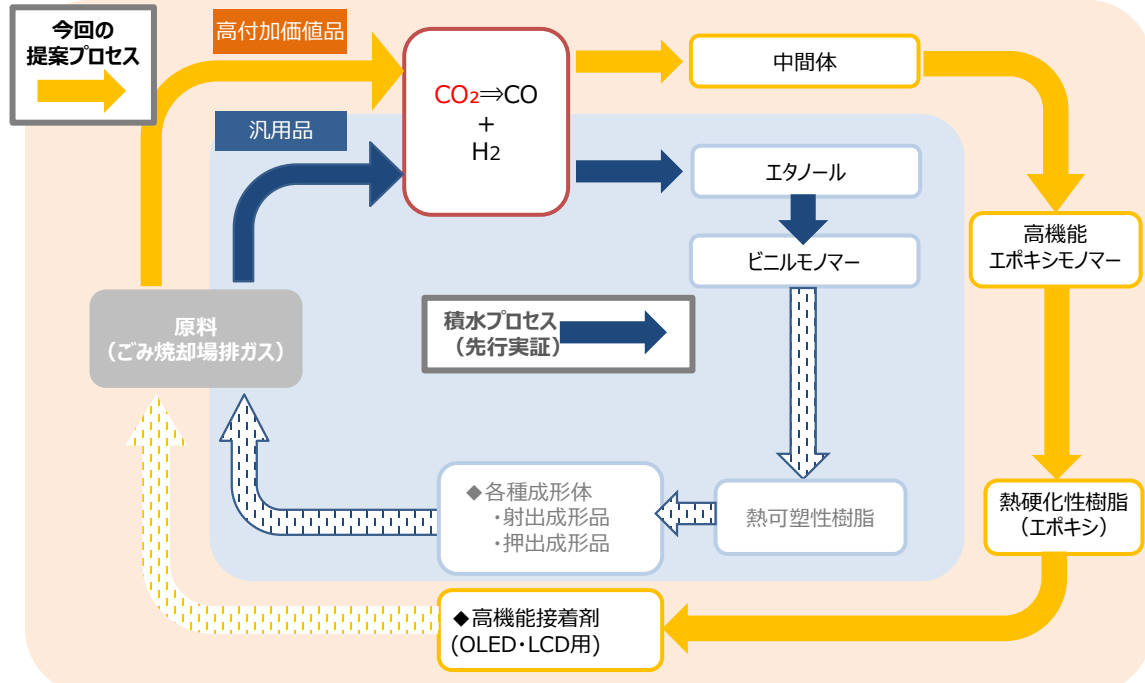 今回の
提案プロセス
高付加価値品
汎用品
CO₂⇒CO
+
H2
中間体
エタノール
ビニルモノマー
高機能
エポキシモノマー
原料
（ごみ焼却場排ガス）
積水プロセス
（先行実証）
◆各種成形体
・射出成形品
・押出成形品
熱可塑性樹脂
熱硬化性樹脂
（エポキシ）
◆高機能接着剤
(OLED・LCD用)